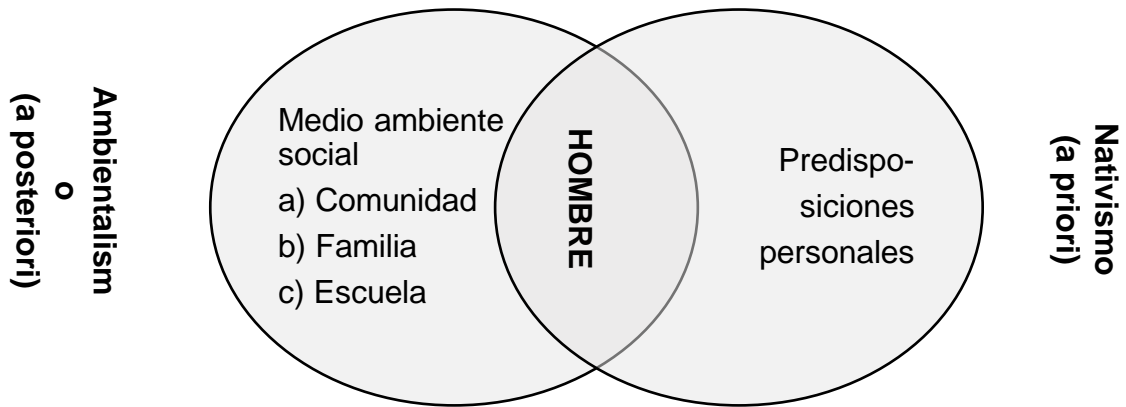 Ambientalism
o
(a posteriori)
Medio ambiente
social
a) Comunidad
b) Familia
c) Escuela
HOMBRE
Predispo-
siciones
personales
Nativismo
(a priori)